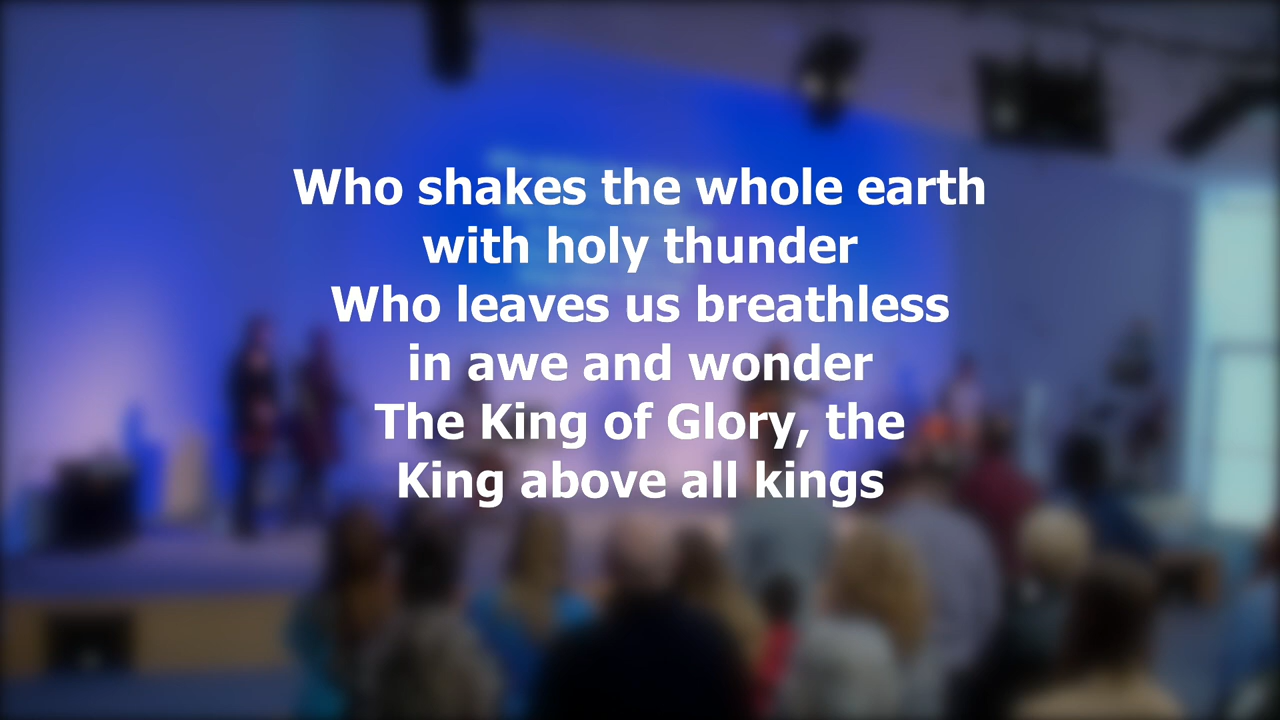 Who shakes the whole earth
with holy thunder
Who leaves us breathless
in awe and wonder
The King of Glory, the
King above all kings